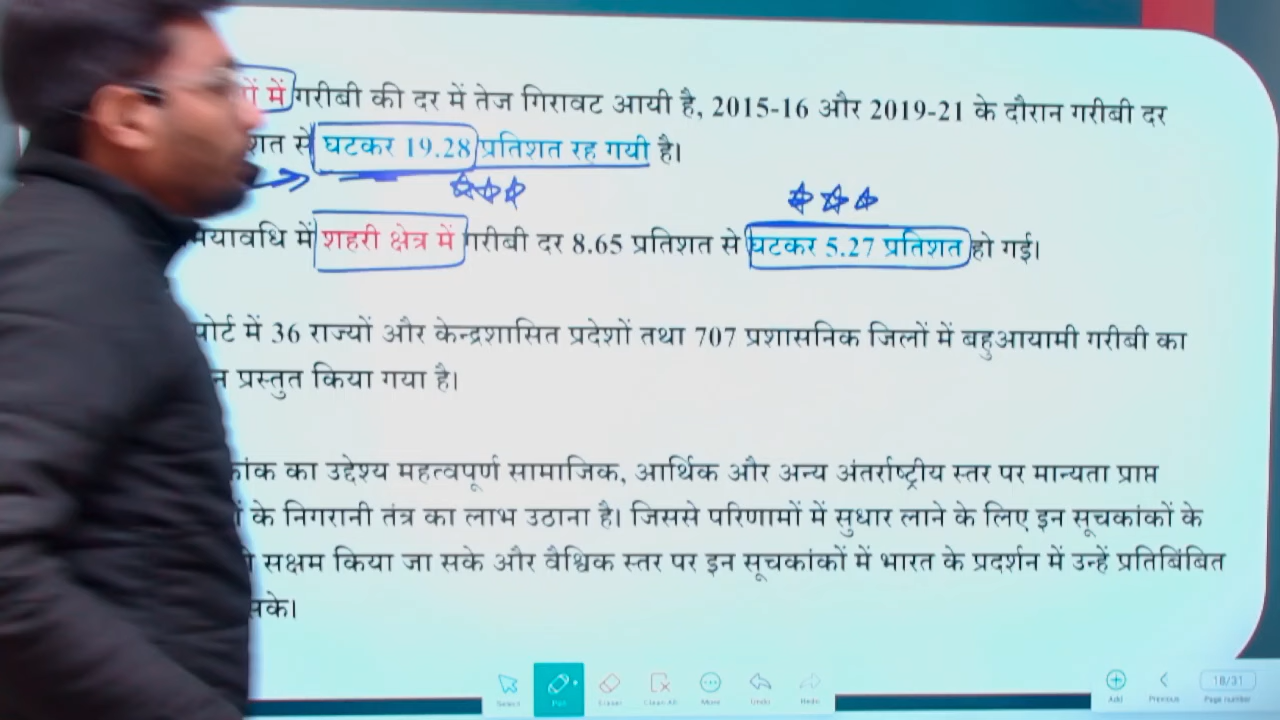 में गरीबी की दर में तेज गिरावट आयी है, 2015-16 और 2019-21 के दौरान गरीबी दर
से घटकर 19.28 प्रतिशत रह गयी है।
में शहरी क्षेत्र में गरीबी दर 8.65 प्रतिशत से घटकर 5.27 प्रतिशत हो गई।
में 36 राज्यों और केन्द्रशासित प्रदेशों तथा 707 प्रशासनिक जिलों में बहुआयामी गरीबी का
प्रस्तुत किया गया है।
का उद्देश्य महत्वपूर्ण सामाजिक, आर्थिक और अन्य अंतर्राष्ट्रीय स्तर पर मान्यता प्राप्त
के निगरानी तंत्र का लाभ उठाना है। जिससे परिणामों में सुधार लाने के लिए इन सूचकांकों के
सक्षम किया जा सके और वैश्विक स्तर पर इन सूचकांकों में भारत के प्रदर्शन में उन्हें प्रतिबिंबित
सके।
Select Pen Eraser Clean All More Undo Redo Add Previous 18/31 Page number